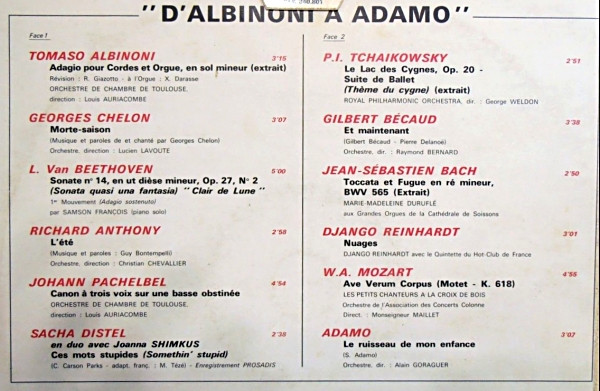 "D'ALBINONI A ADAMO"
Face 1
TOMASO ALBINONI 3'15
Adagio pour Cordes et Orgue, en sol mineur (extrait)
Révision : R. Giazotto - à l'Orgue : X. Darasse
ORCHESTRE DE CHAMBRE DE TOULOUSE,
direction : Louis AURIACOMBE
GEORGES CHELON 3'07
Morte-saison
(Musique et paroles de et chanté par Georges Chelon)
Orchestre, direction : Lucien LAVOUTE
L. Van BEETHOVEN 5'00
Sonate nº 14, en ut dièse mineur, Op. 27, Nº 2
(Sonata quasi una fantasia) "Clair de Lune"
1er Mouvement (Adagio sostenuto)
par SAMSON FRANÇOIS (piano solo)
RICHARD ANTHONY 2'58
L'été
(Musique et paroles : Guy Bontempelli)
Orchestre, direction : Christian CHEVALLIER
JOHANN PACHELBEL 4'54
Canon à trois voix sur une basse obstinée
ORCHESTRE DE CHAMBRE DE TOULOUSE,
direction : Louis AURIACOMBE
SACHA DISTEL 2'38
en duo avec Joanna SHIMKUS
Ces mots stupides (Somethin' stupid)
(C. Carson Parks - adapt. franç. : M. Tézé) - Enregistrement PROSADIS
Face 2
P.I. TCHAIKOWSKY 2'51
Le Lac des Cygnes, Op. 20 -
Suite de Ballet
(Thème du cygne) (extrait)
ROYAL PHILHARMONIC ORCHESTRA, dir. : George WELDON
GILBERT BÉCAUD 3'38
Et maintenant
(Gilbert Bécaud - Pierre Delanoë)
Orchestre, dir. : Raymond BERNARD
JEAN-SÉBASTIEN BACH 2'50
Toccata et Fugue en ré mineur,
BWV 565 (Extrait)
MARIE-MADELEINE DURUFLÉ
aux Grandes Orgues de la Cathédrale de Soissons
DJANGO REINHARDT 3'01
Nuages
DJANGO REINHARDT avec le Quintette du Hot-Club de France
W.A. MOZART 4'55
Ave Verum Corpus (Motet - K. 618)
LES PETITS CHANTEURS A LA CROIX DE BOIS
Orchestre de l'Association des Concerts Colonne
Direct. : Monseigneur MAILLET
ADAMO 3'07
Le ruisseau de mon enfance
(S. Adamo)
Orchestre, dir. : Alain GORAGUER